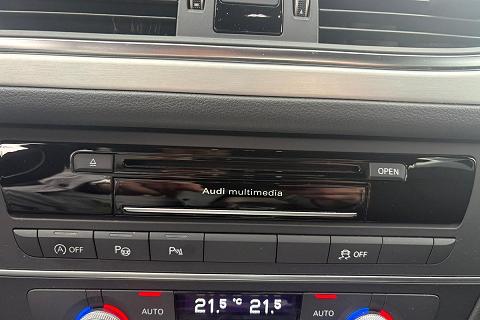 OPEN
Audi multimedia
A OFF P P OFF
AUTO 21.5 °C 21.5 AUTO